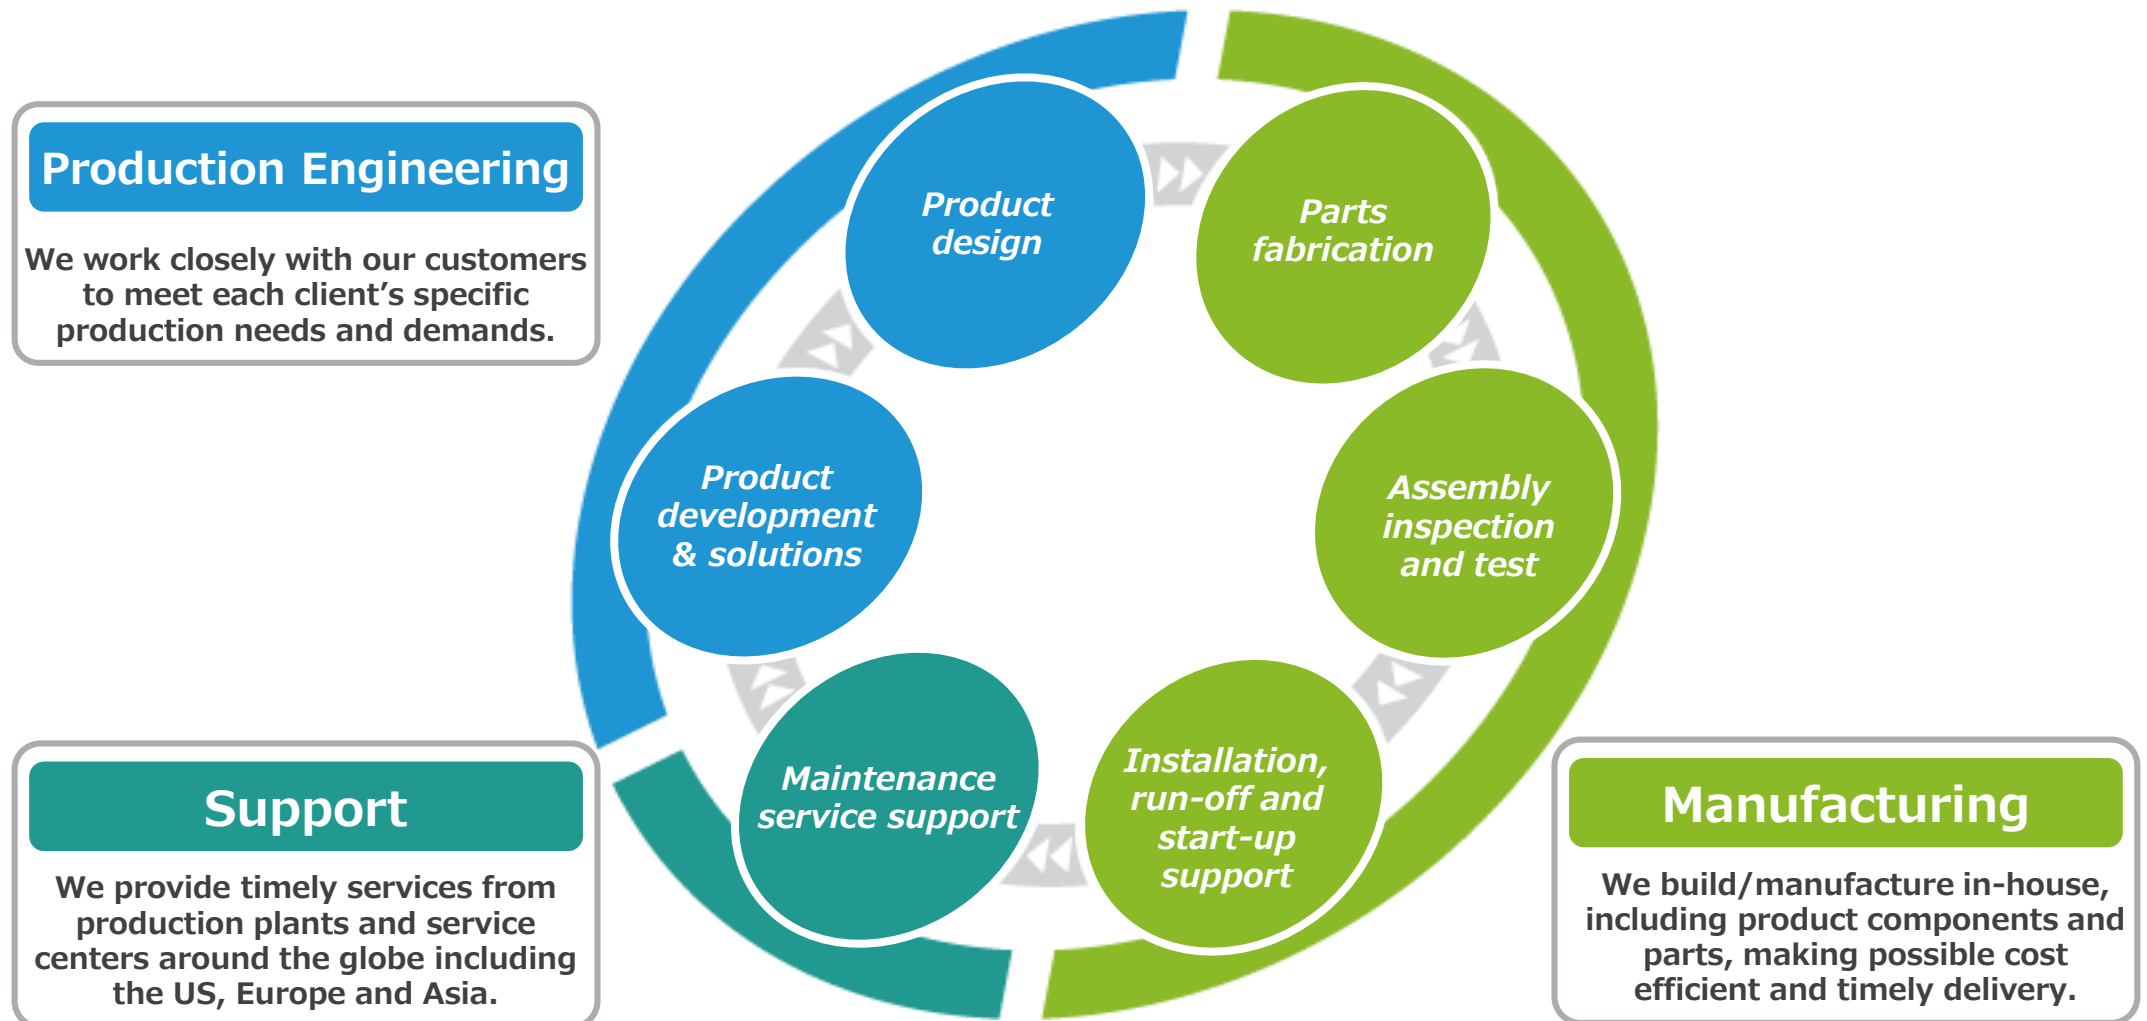 Production Engineering
We work closely with our customers
to meet each client’s specific
production needs and demands.
Product
design
Parts
fabrication
Product
development
& solutions
Assembly
inspection
and test
Maintenance
service support
Installation,
run-off and
start-up
support
Support
We provide timely services from
production plants and service
centers around the globe including
the US, Europe and Asia.
Manufacturing
We build/manufacture in-house,
including product components and
parts, making possible cost
efficient and timely delivery.